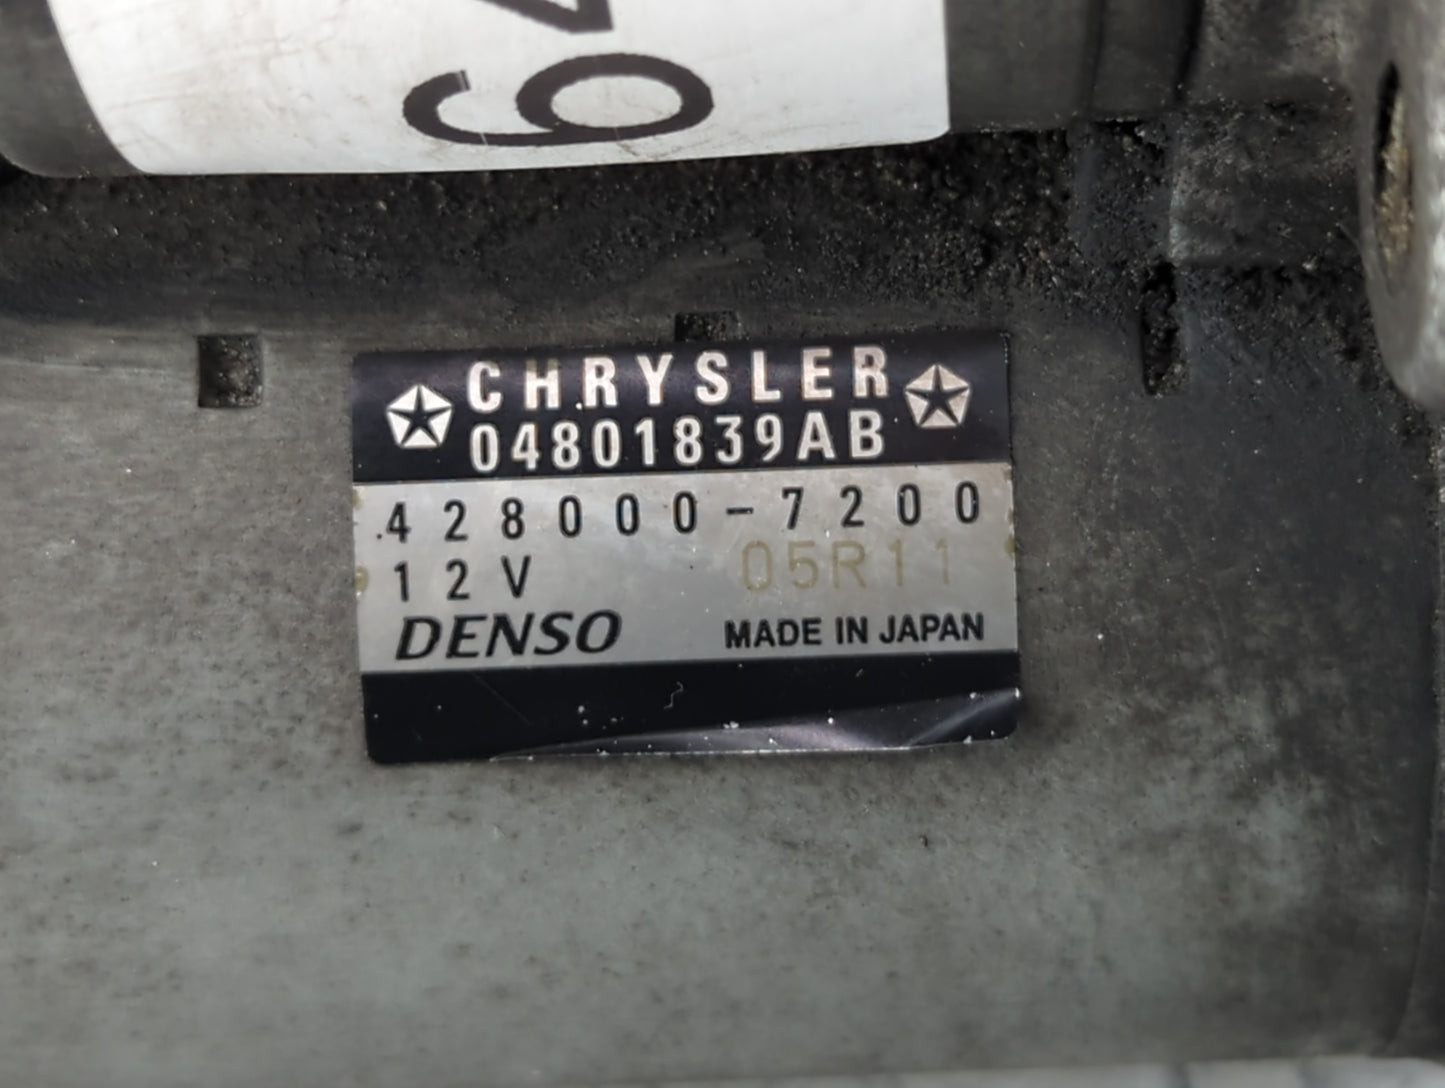 CHRYSLER
04801839AB
428000-7200
12V 05R11
DENSO MADE IN JAPAN